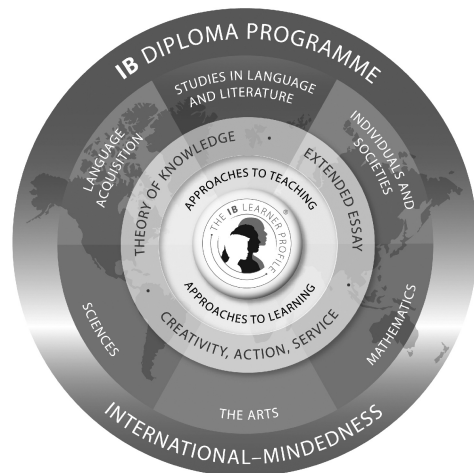 IB DIPLOMA PROGRAMME
STUDIES IN LANGUAGE
AND LITERATURE
LANGUAGE
ACQUISITION
INDIVIDUALS AND
SOCIETIES
THEORY OF KNOWLEDGE
EXTENDED ESSAY
APPROACHES TO TEACHING
• THE IB LEARNER PROFILE •
®
APPROACHES TO LEARNING
CREATIVITY, ACTION, SERVICE
SCIENCES
MATHEMATICS
THE ARTS
INTERNATIONAL–MINDEDNESS